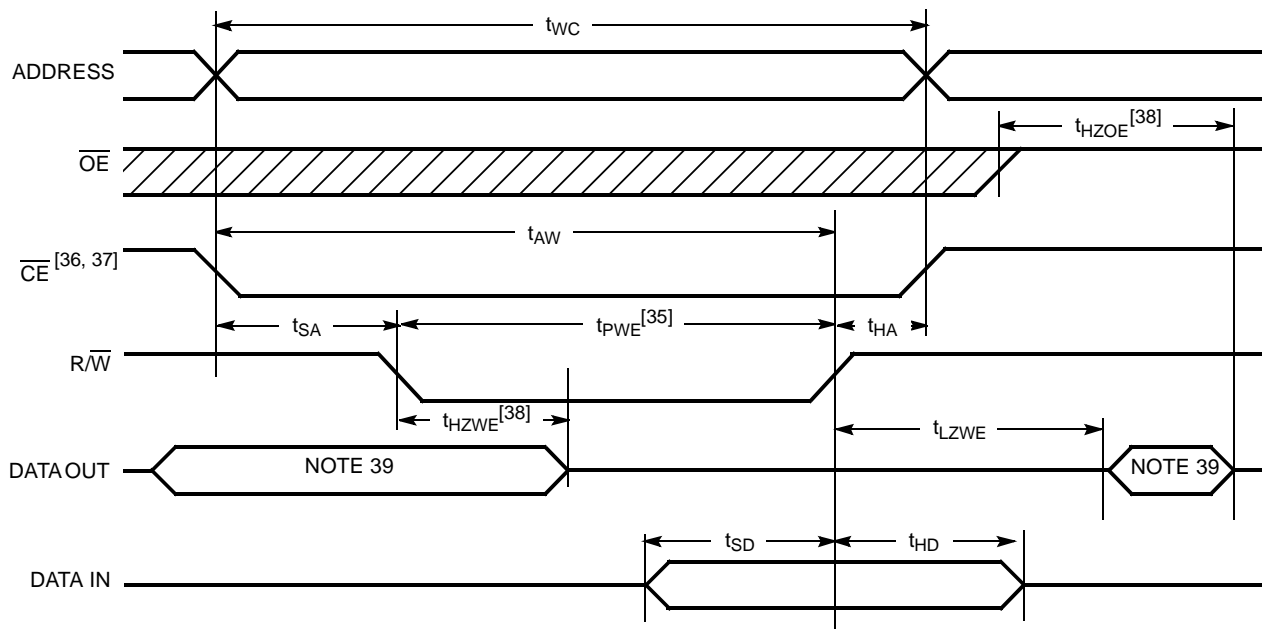 tWC
ADDRESS
tHZOE[38]
OE
tAW
CE [36, 37]
tSA
tPWE[35]
tHA
R/W
tHZWE[38]
tLZWE
DATA OUT
NOTE 39
NOTE 39
tSD
tHD
DATA IN